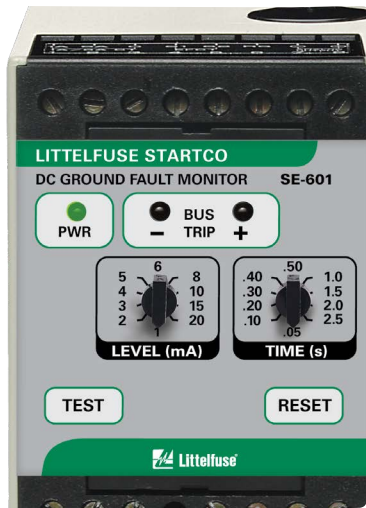 LITTELFUSE STARTCO
DC GROUND FAULT MONITOR SE-601
PWR
BUS
− TRIP +
6
5 8
4 10
3 15
2 20
1
LEVEL (mA)
.50
.40 1.0
.30 1.5
.20 2.0
.10 2.5
.05
TIME (s)
TEST
RESET
Littelfuse